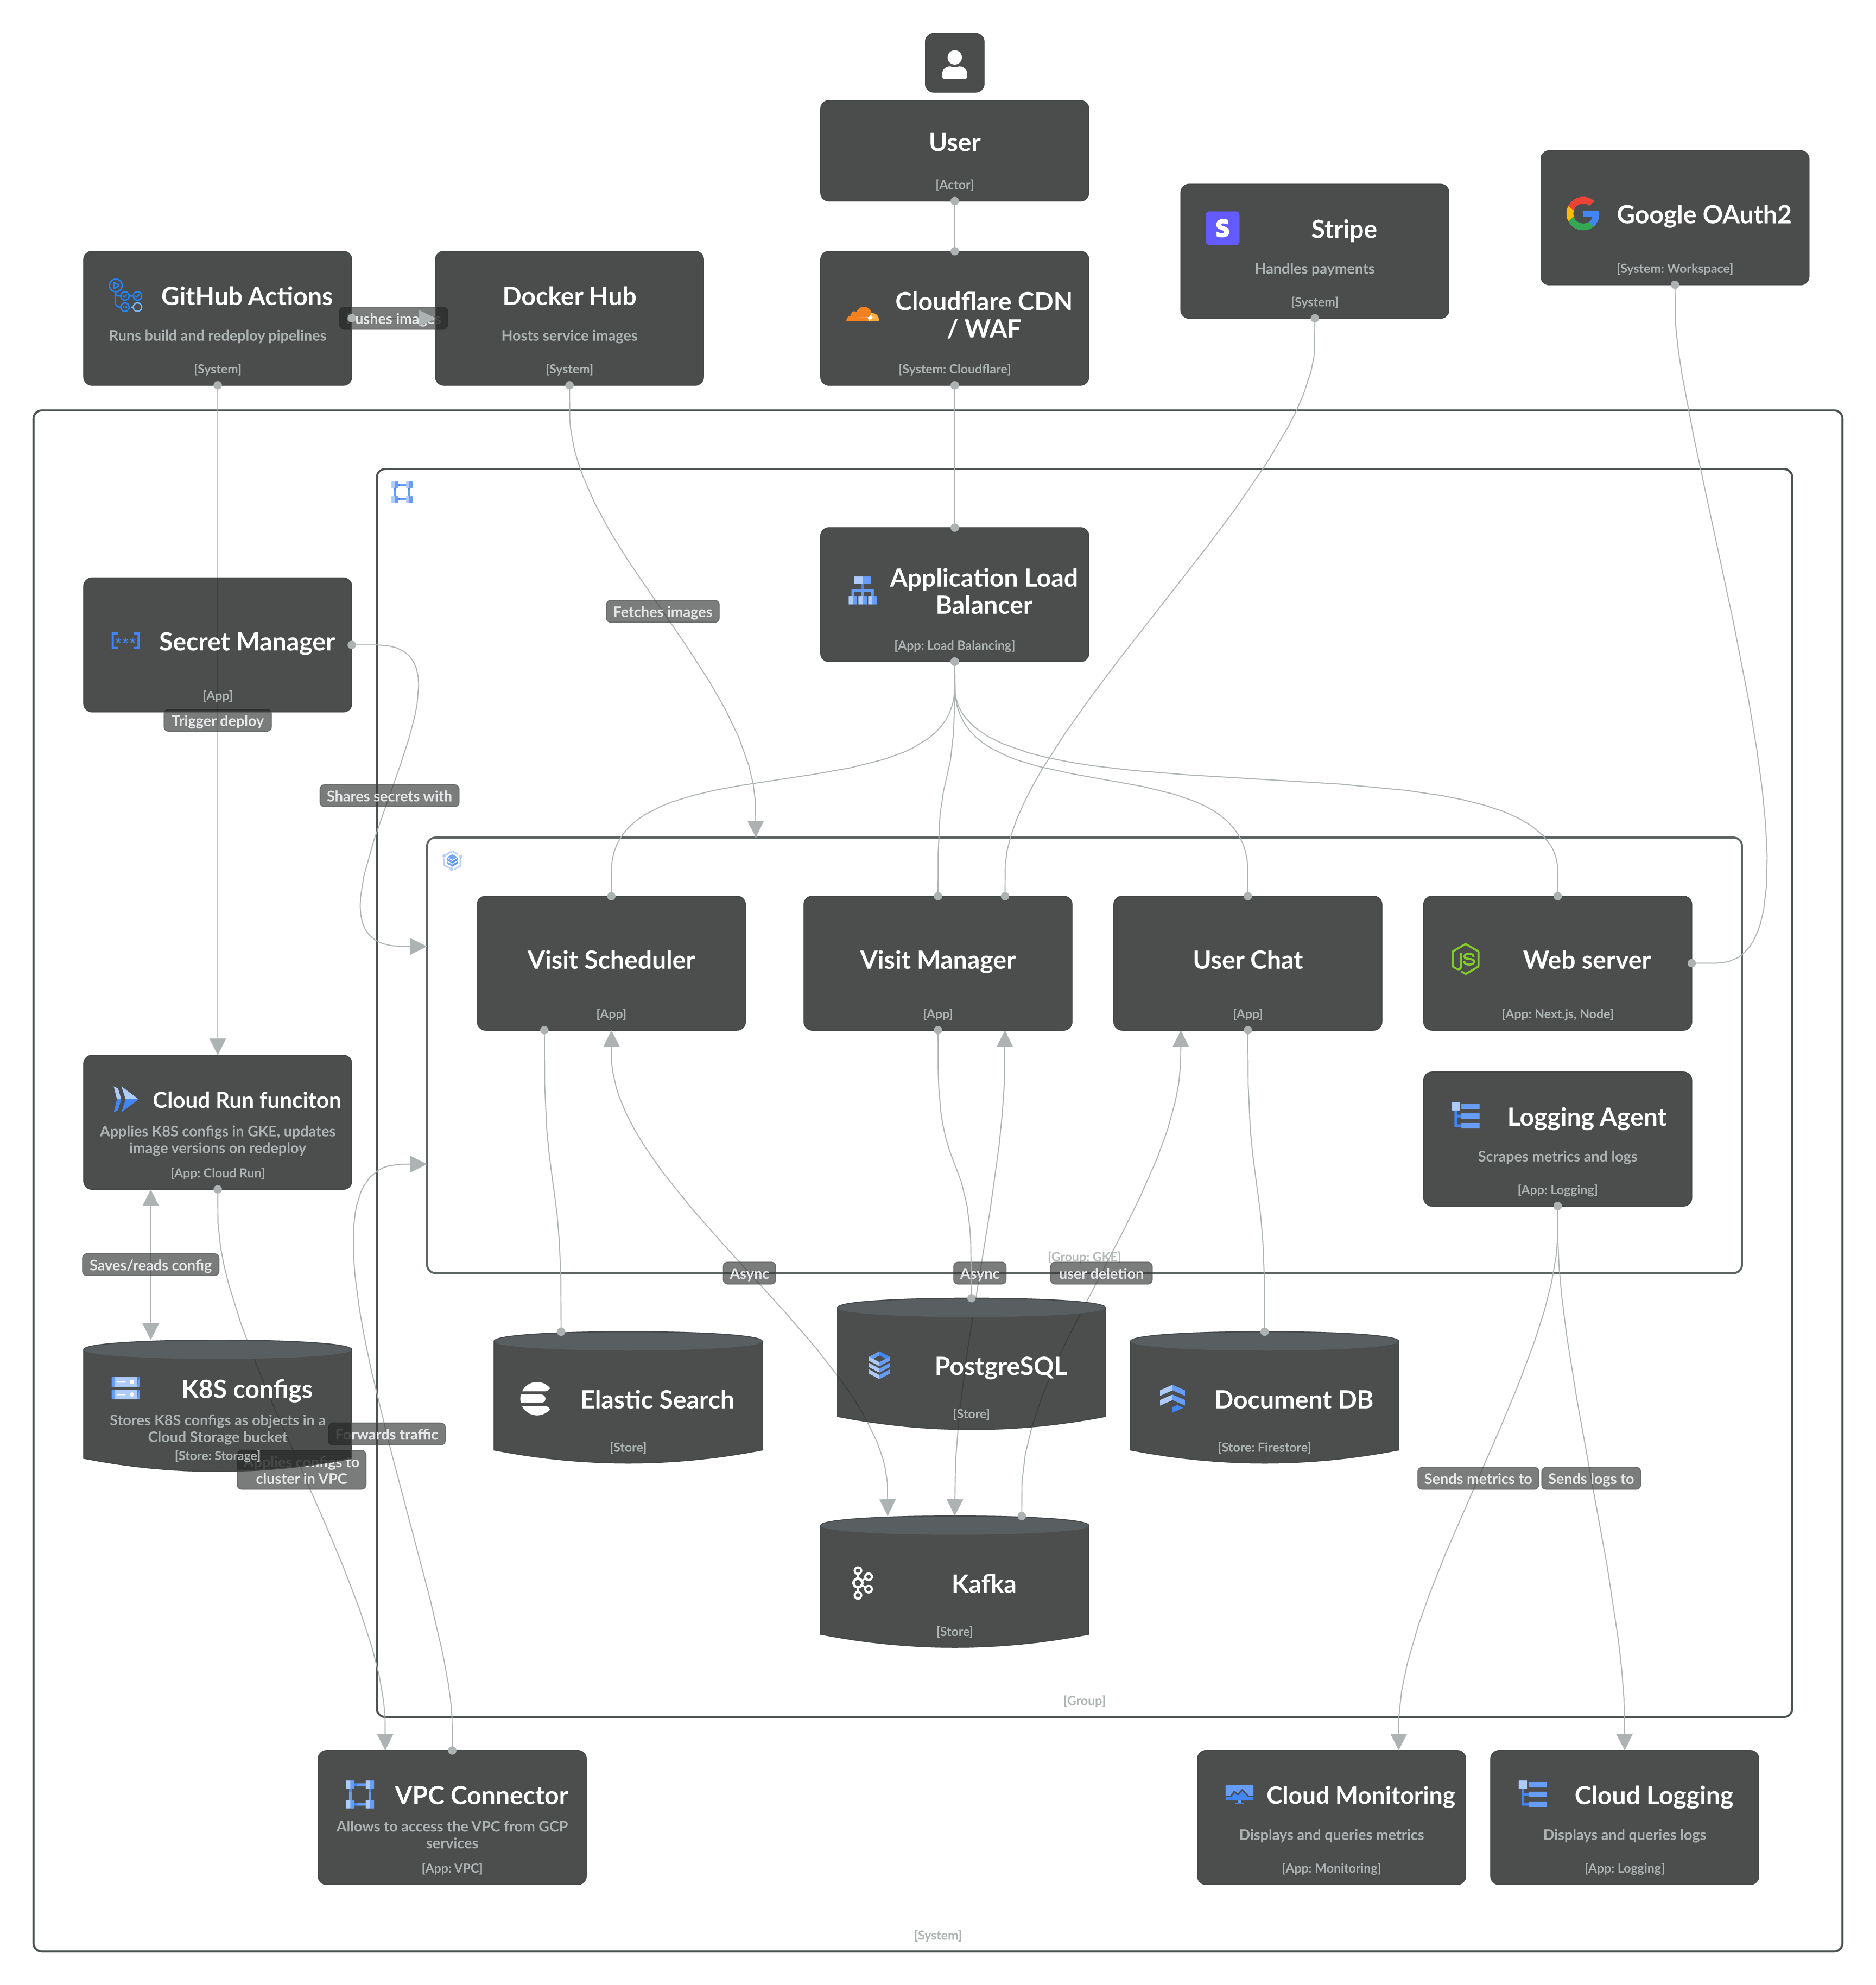 User
[Actor]
Stripe
Handles payments
[System]
Google OAuth2
[System: Workspace]
GitHub Actions
Runs build and redeploy pipelines
[System]
ushes images
Docker Hub
Hosts service images
[System]
Cloudflare CDN
/ WAF
[System: Cloudflare]
Application Load
Balancer
[App: Load Balancing]
Fetches images
Secret Manager
[App]
Trigger deploy
Shares secrets with
Visit Scheduler
[App]
Visit Manager
[App]
User Chat
[App]
Web server
[App: Next.js, Node]
Cloud Run funciton
Applies K8S configs in GKE, updates
image versions on redeploy
[App: Cloud Run]
Logging Agent
Scrapes metrics and logs
[App: Logging]
Saves/reads config
[Group: GKE]
Async
Async
user deletion
K8S configs
Stores K8S configs as objects in a
Cloud Storage bucket
[Store: Storage]
Forwards traffic
Applies configs to
cluster in VPC
Elastic Search
[Store]
PostgreSQL
[Store]
Document DB
[Store: Firestore]
Sends metrics to
Sends logs to
Kafka
[Store]
[Group]
VPC Connector
Allows to access the VPC from GCP
services
[App: VPC]
Cloud Monitoring
Displays and queries metrics
[App: Monitoring]
Cloud Logging
Displays and queries logs
[App: Logging]
[System]